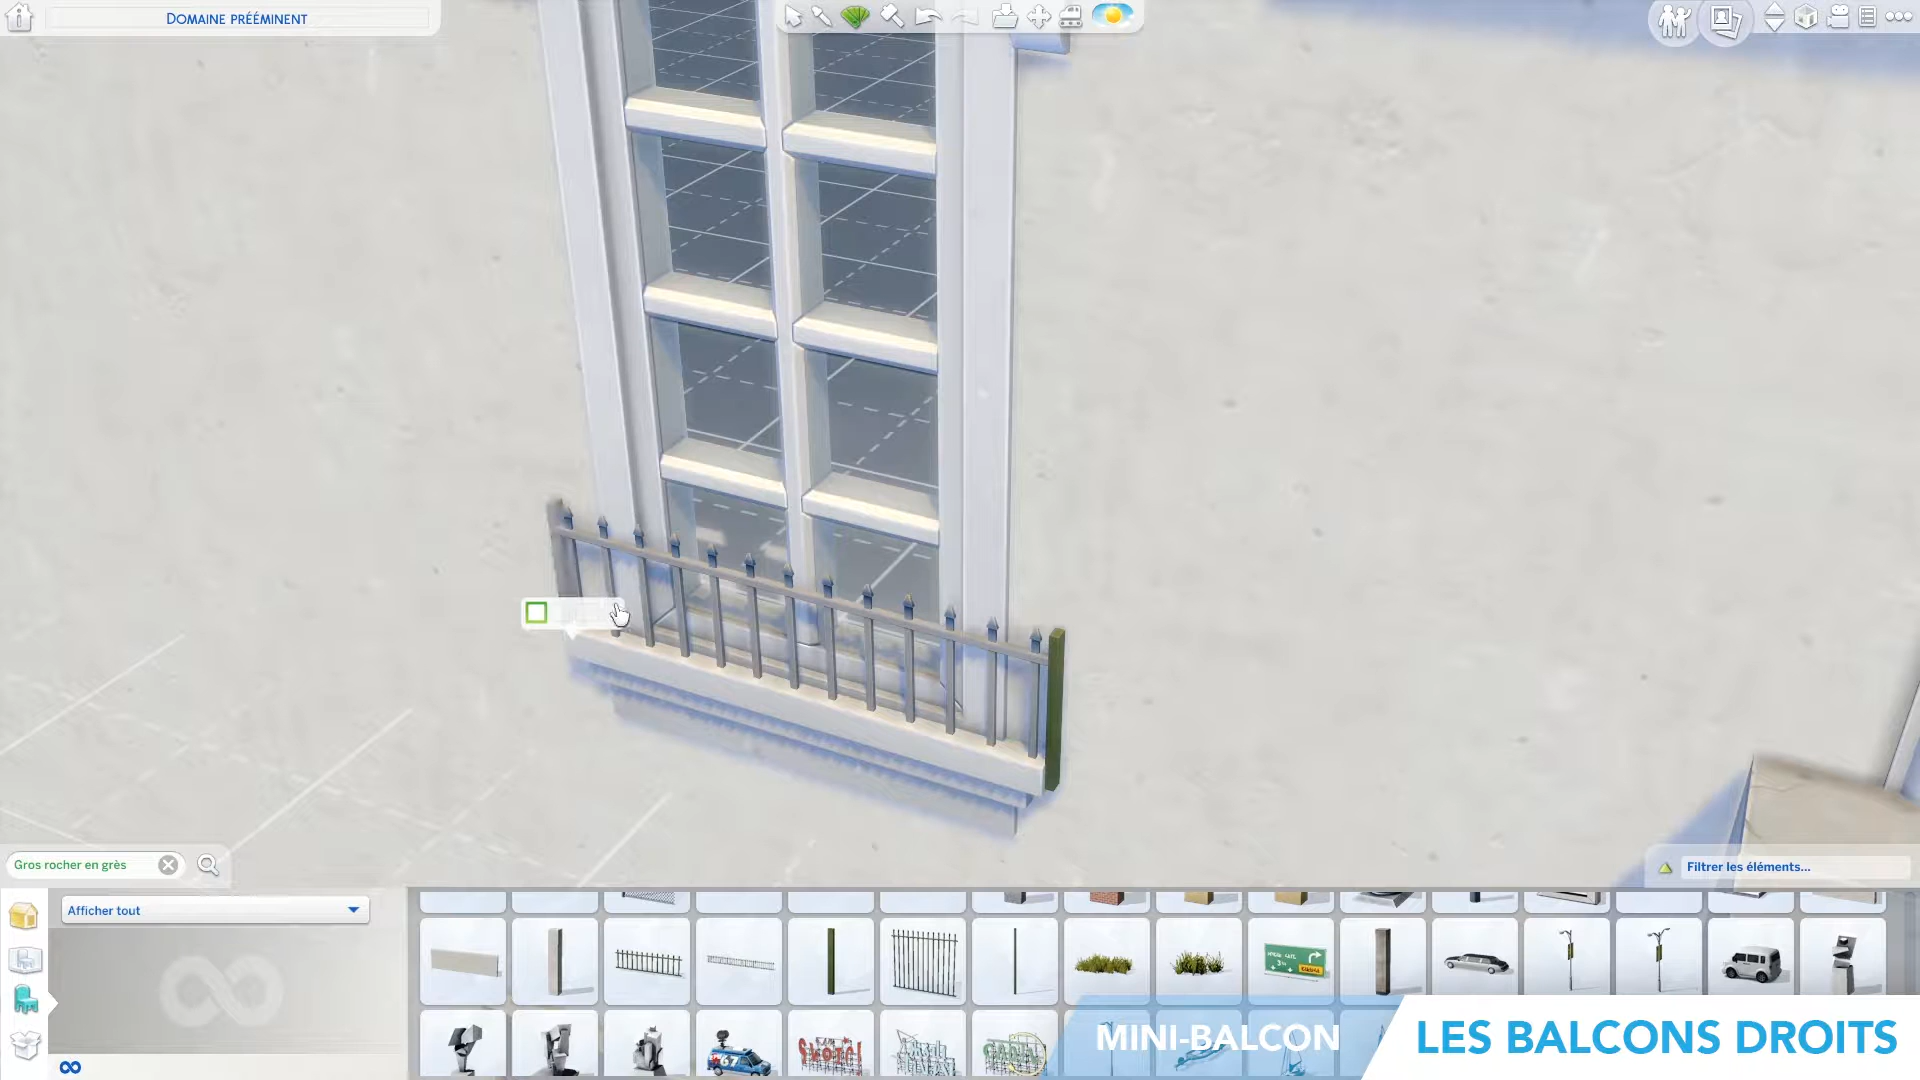 DOMAINE PRÉÉMINENT
Gros rocher en grès
Filtrer les éléments...
Afficher tout
MINI-BALCON
LES BALCONS DROITS